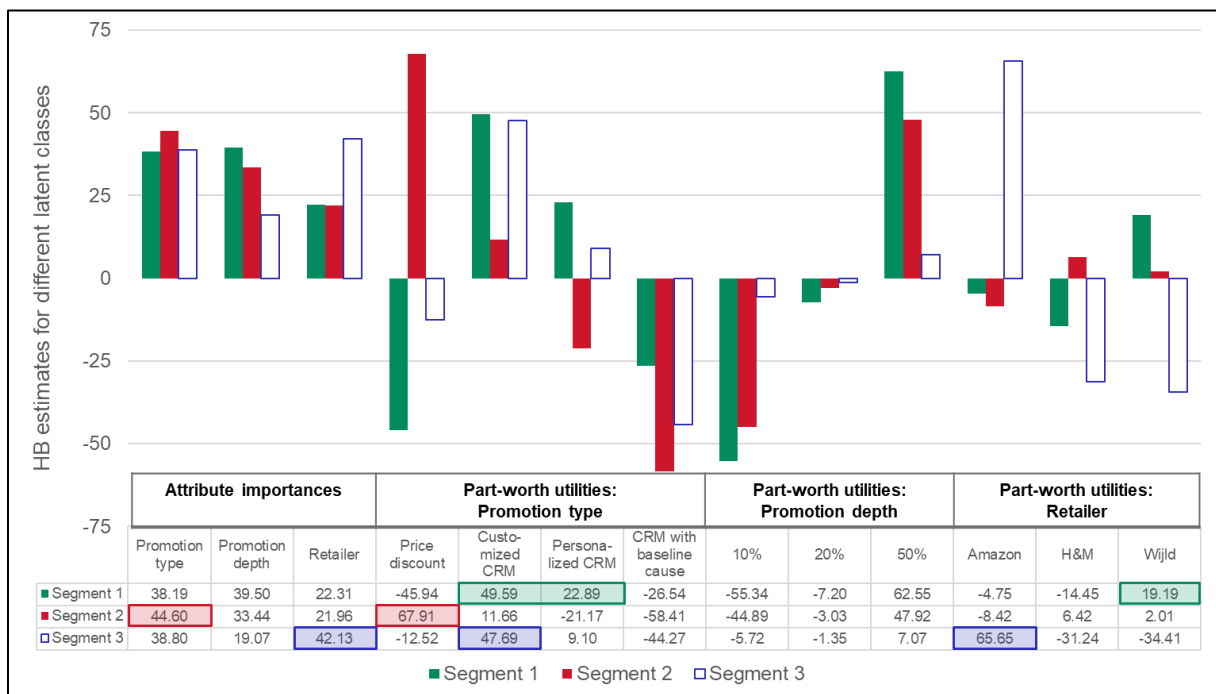 HB estimates for different latent classes
75
50
25
0
-25
-50
-75
Attribute importances
Part-worth utilities:
Promotion type
Part-worth utilities:
Promotion depth
Part-worth utilities:
Retailer
Promotion
type
Promotion
depth
Retailer
Price
discount
Custo-
mized
CRM
Persona-
lized CRM
CRM with
baseline
cause
10%
20%
50%
Amazon
H&M
Wijld
Segment 1 38.19 39.50 22.31 -45.94 49.59 22.89 -26.54 -55.34 -7.20 62.55 -4.75 -14.45 19.19
Segment 2 44.60 33.44 21.96 67.91 11.66 -21.17 -58.41 -44.89 -3.03 47.92 -8.42 6.42 2.01
Segment 3 38.80 19.07 42.13 -12.52 47.69 9.10 -44.27 -5.72 -1.35 7.07 65.65 -31.24 -34.41
Segment 1 Segment 2 Segment 3